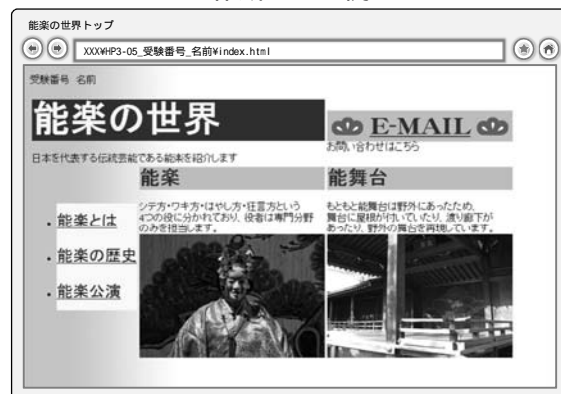 能楽の世界トップ
XXX¥HP3-05_受験番号_名前¥index.html
受験番号 名前
能楽の世界
E-MAIL
お問い合わせはこちら
日本を代表する伝統芸能である能楽を紹介します
能楽
能舞台
シテ方・ワキ方・はやし方・狂言方という
4つの役に分かれており、役者は専門分野
のみを担当します。
もともと能舞台は野外にあったため、
舞台に屋根が付いていたり、渡り廊下が
あったり、野外の舞台を再現しています。
・能楽とは
・能楽の歴史
・能楽公演